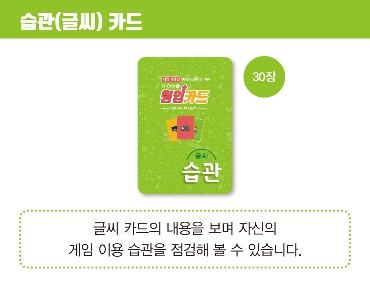 습관(글씨) 카드
30장
힘업카드
글씨
습관
글씨 카드의 내용을 보며 자신의
게임 이용 습관을 점검해 볼 수 있습니다.